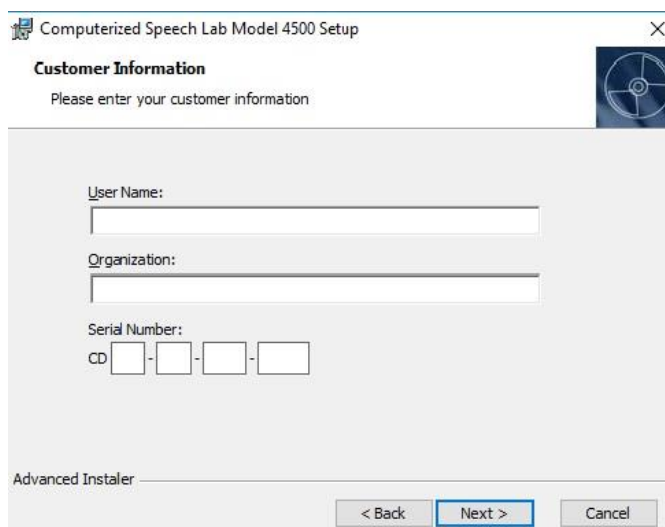 Computerized Speech Lab Model 4500 Setup
Customer Information
Please enter your customer information
User Name:
Organization:
Serial Number:
CD - - -
Advanced Instaler
< Back Next > Cancel